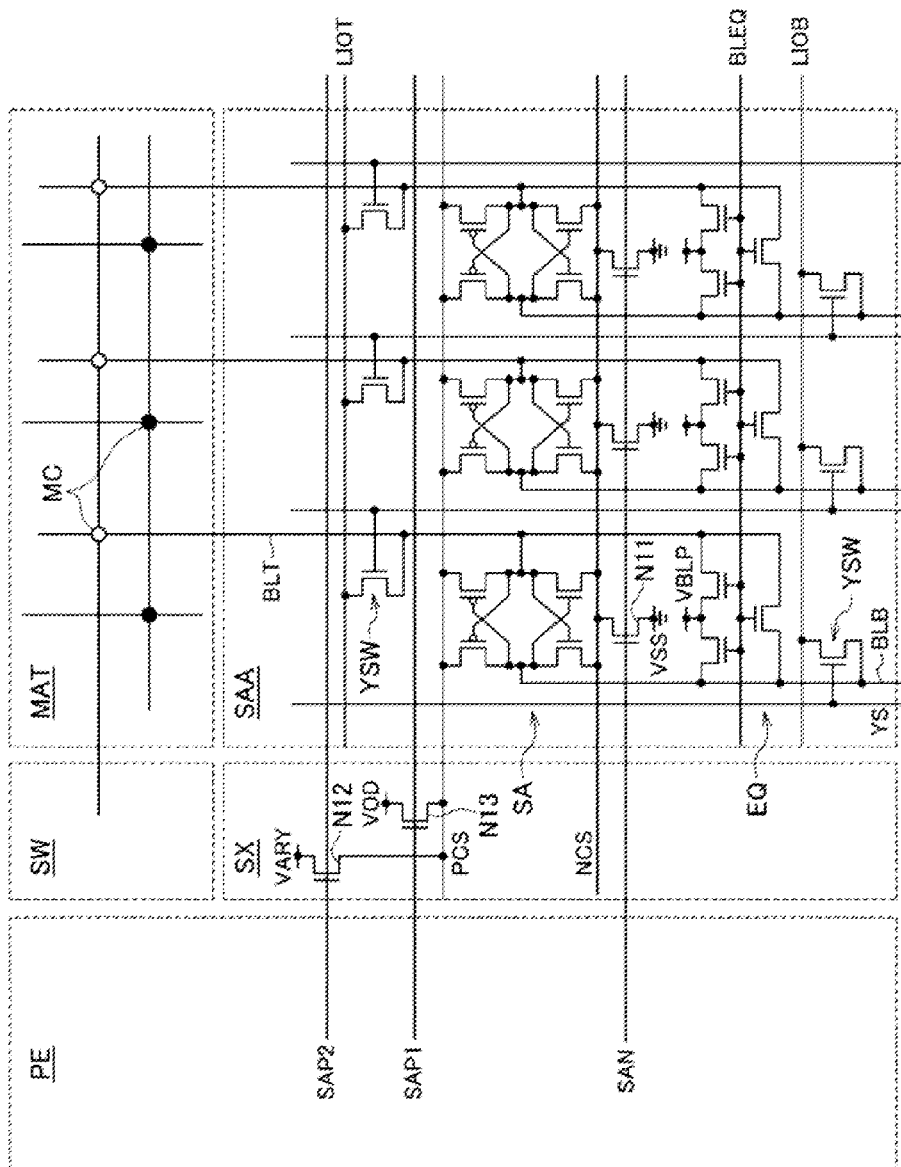 PE
SW
MAT
MC
SX
SAA
VARY
N12
VOD
N13
BLT
YSW
SAP2
LIOT
SAP1
PCS
SA
NCS
SAN
N11
VSS
VBLP
BLEQ
EQ
LIOB
YSW
YS
BLB